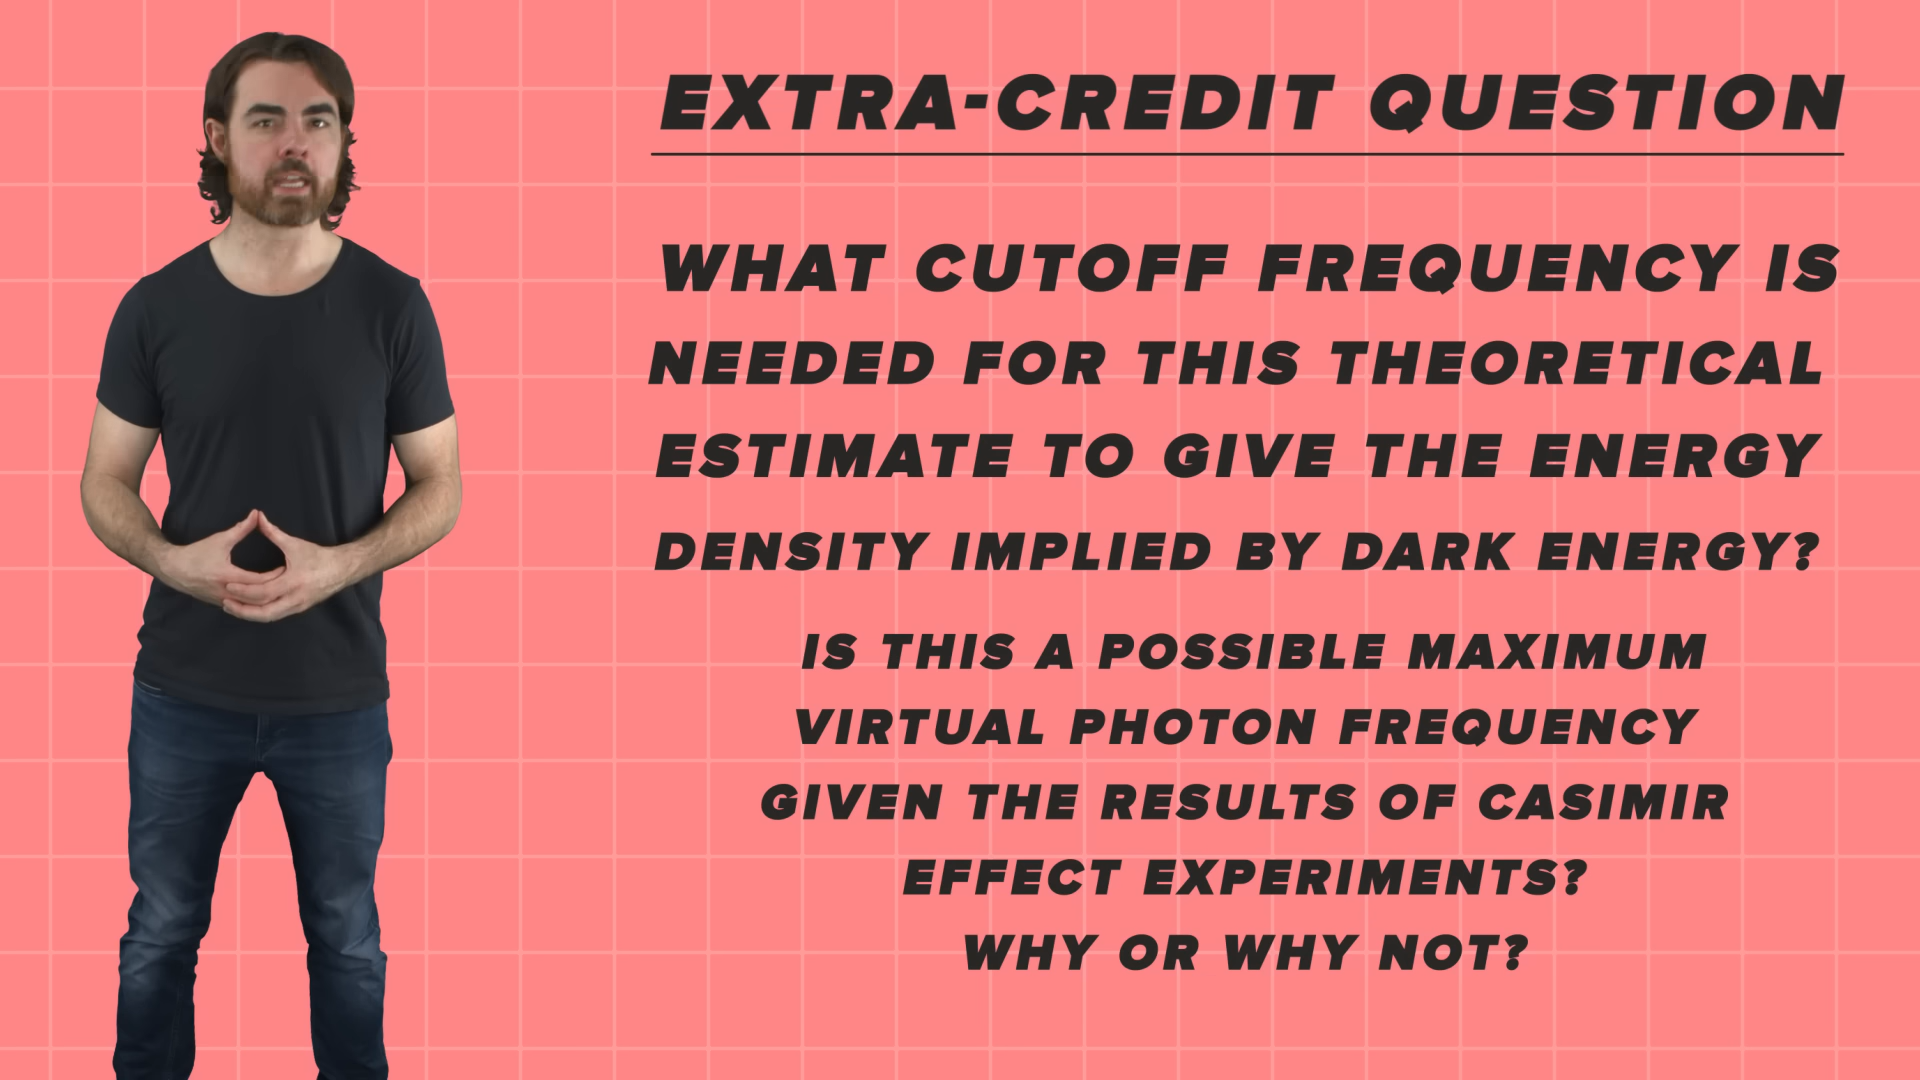 EXTRA-CREDIT QUESTION
WHAT CUTOFF FREQUENCY IS
NEEDED FOR THIS THEORETICAL
ESTIMATE TO GIVE THE ENERGY
DENSITY IMPLIED BY DARK ENERGY?
IS THIS A POSSIBLE MAXIMUM
VIRTUAL PHOTON FREQUENCY
GIVEN THE RESULTS OF CASIMIR
EFFECT EXPERIMENTS?
WHY OR WHY NOT?